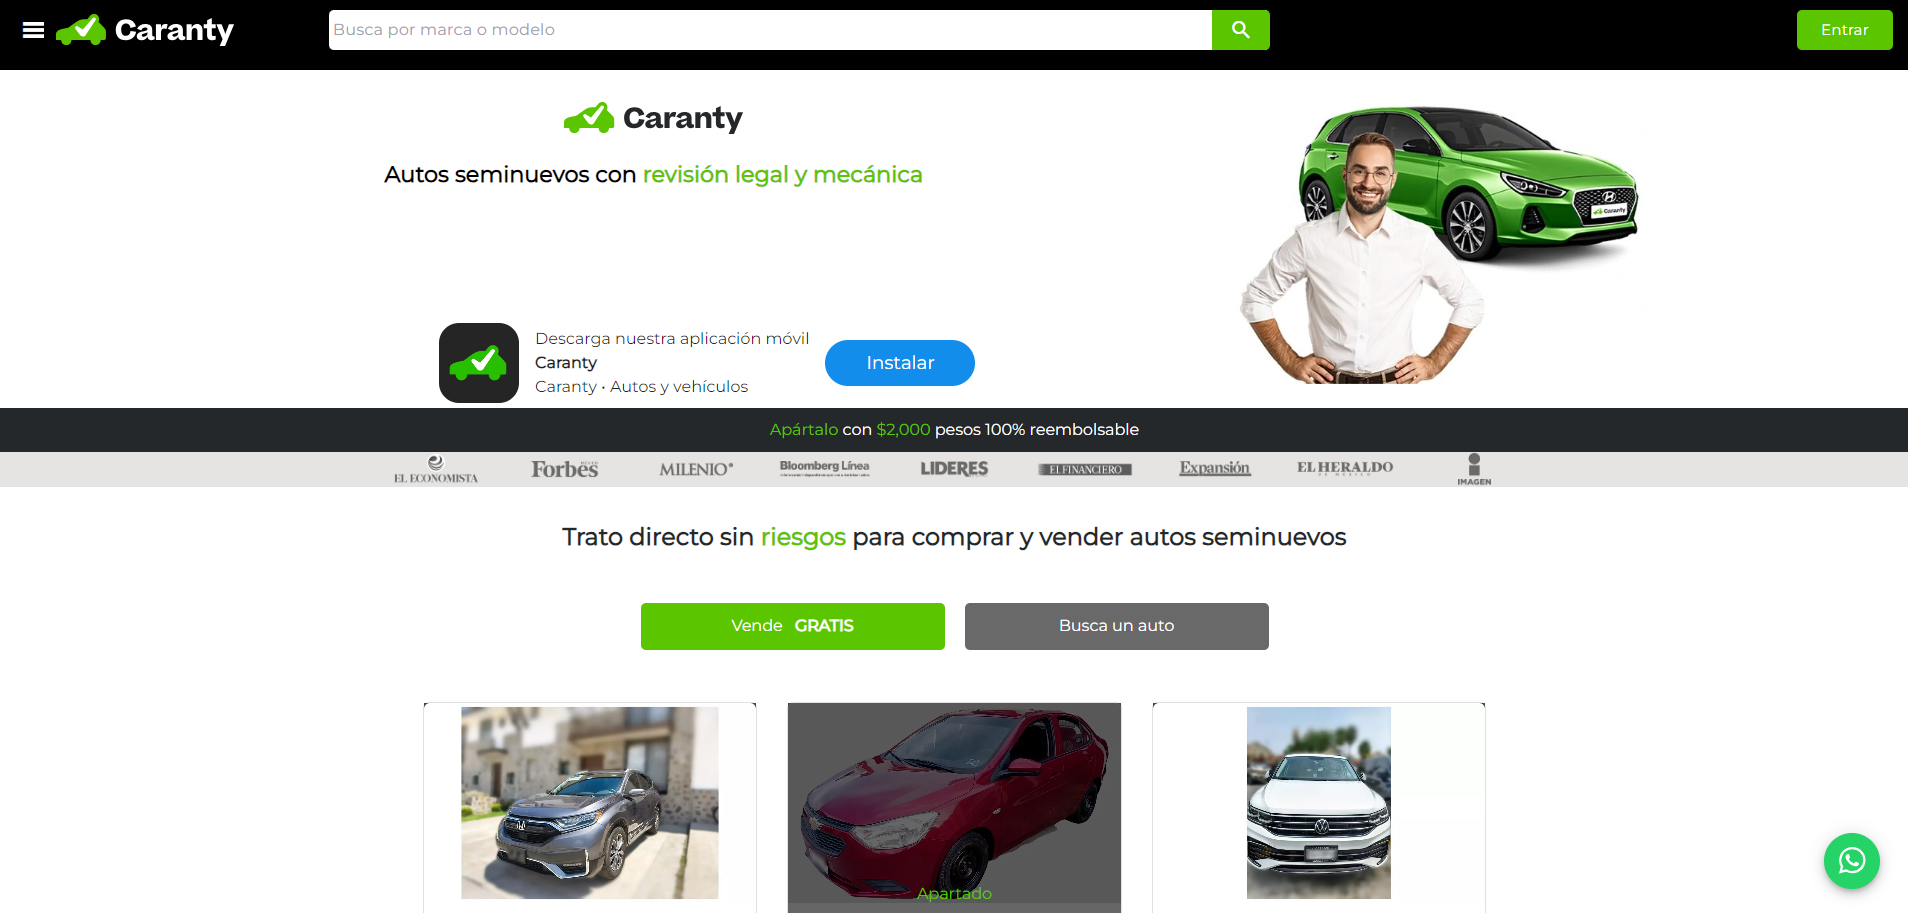 Caranty
Busca por marca o modelo
Entrar
Caranty
Autos seminuevos con revisión legal y mecánica
Caranty
Descarga nuestra aplicación móvil
Caranty
Caranty • Autos y vehículos
Instalar
Apártalo con $2,000 pesos 100% reembolsable
EL ECONOMISTA
Forbes
MILENIO
Bloomberg Línea
LIDERES
EL FINANCIERO
Expansión
EL HERALDO
DE MÉXICO
IMAGEN
Trato directo sin riesgos para comprar y vender autos seminuevos
Vende GRATIS
Busca un auto
Apartado